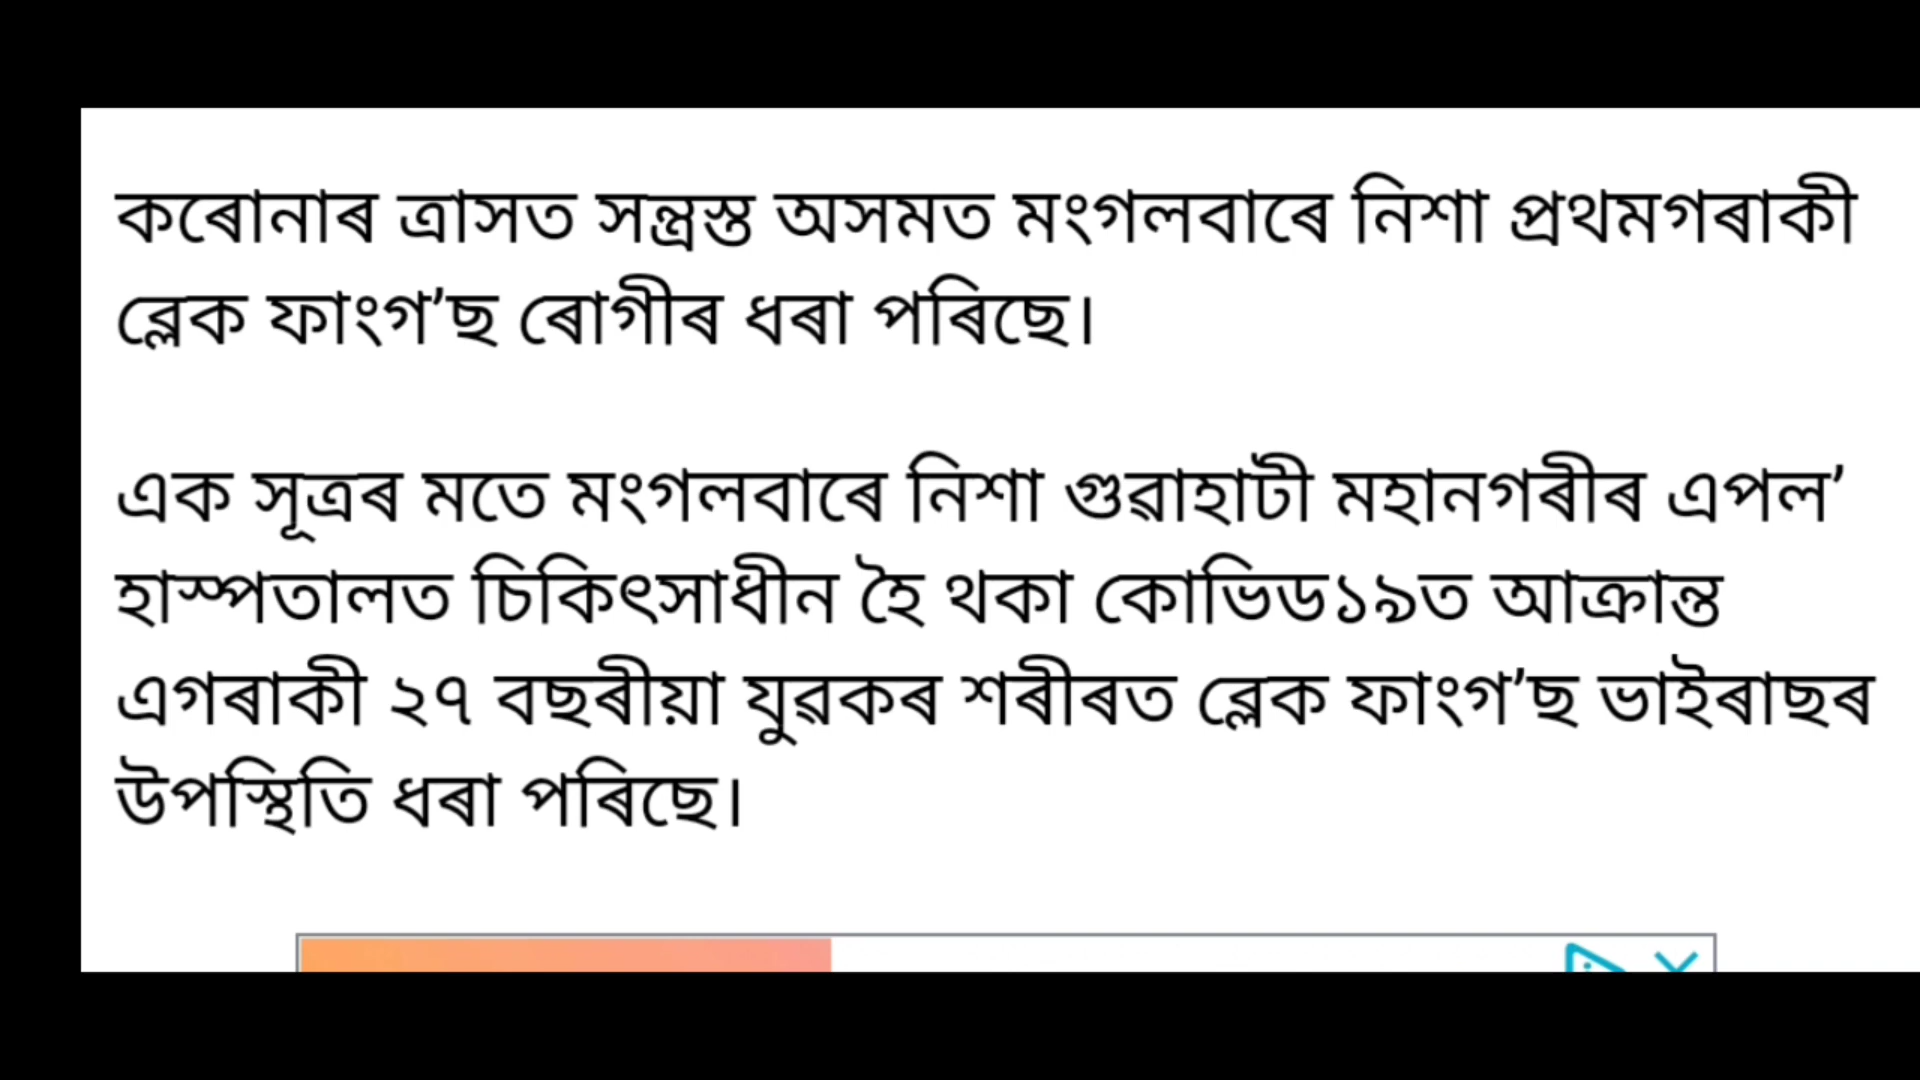 কৰোনাৰ ত্ৰাসত সন্ত্ৰস্ত অসমত মংগলবাৰে নিশা প্ৰথমগৰাকী
ব্লেক ফাংগ’ছ ৰোগীৰ ধৰা পৰিছে।
এক সূত্ৰৰ মতে মংগলবাৰে নিশা গুৱাহাটী মহানগৰীৰ এপল’
হাস্পতালত চিকিৎসাধীন হৈ থকা কোভিড১৯ত আক্ৰান্ত
এগৰাকী ২৭ বছৰীয়া যুৱকৰ শৰীৰত ব্লেক ফাংগ’ছ ভাইৰাছৰ
উপস্থিতি ধৰা পৰিছে।